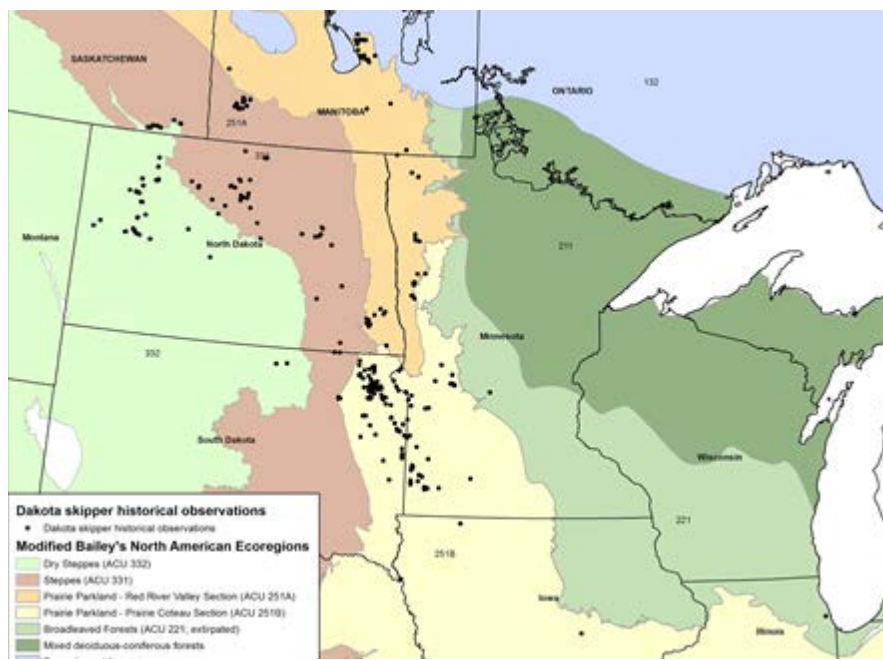 SASKATCHEWAN
ONTARIO
132
MANITOBA
251A
331
Montana
North Dakota
211
Minnesota
332
South Dakota
Wisconsin
221
251B
Iowa
Illinois
Dakota skipper historical observations
Dakota skipper historical observations
Modified Bailey's North American Ecoregions
Dry Steppes (ACU 332)
Steppes (ACU 331)
Prairie Parkland - Red River Valley Section (ACU 251A)
Prairie Parkland - Prairie Coteau Section (ACU 251B)
Broadleaved Forests (ACU 221; extirpated)
Mixed deciduous-coniferous forests